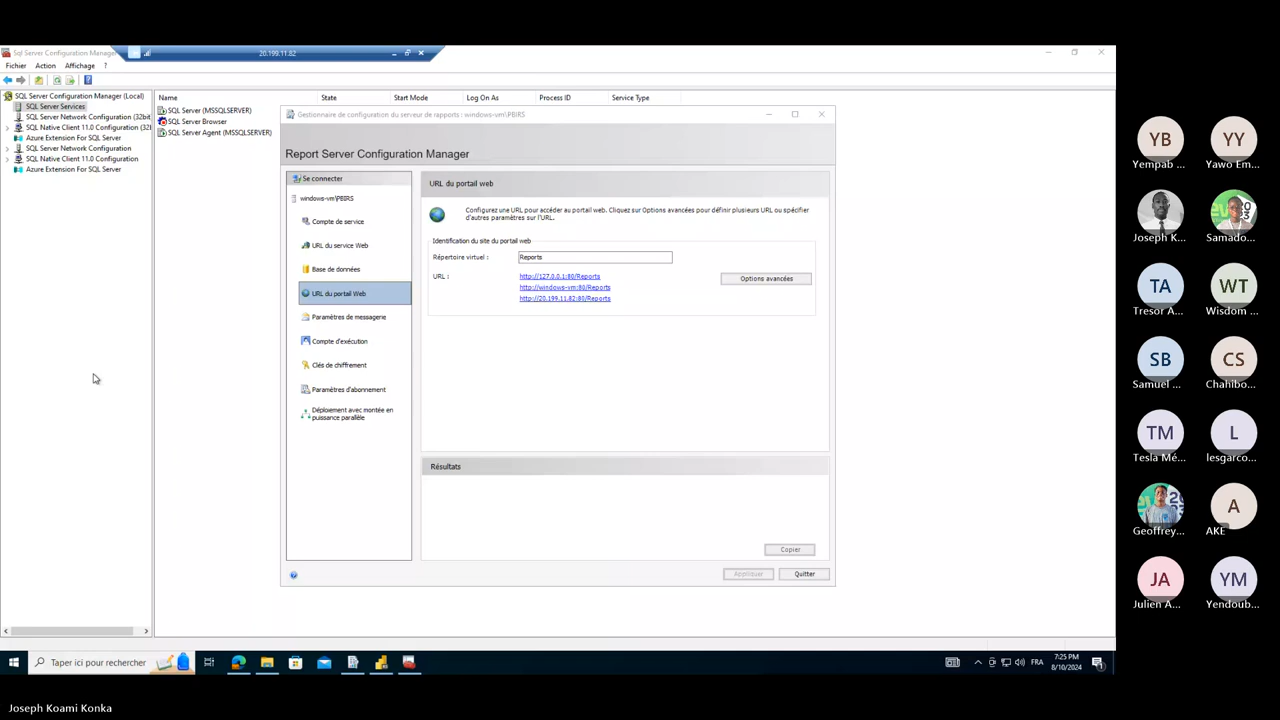 Sql Server Configuration Manager
20.199.11.82
Fichier Action Affichage ?
SQL Server Configuration Manager (Local)
SQL Server Services
SQL Server Network Configuration (32bit
SQL Native Client 11.0 Configuration (32l
Azure Extension For SQL Server
SQL Server Network Configuration
SQL Native Client 11.0 Configuration
Azure Extension For SQL Server
Name State Start Mode Log On As Process ID Service Type
SQL Server (MSSQLSERVER)
SQL Server Browser
SQL Server Agent (MSSQLSERVER)
Gestionnaire de configuration du serveur de rapports : windows-vm\PBIRS
Report Server Configuration Manager
Se connecter
windows-vm\PBIRS
Compte de service
URL du service Web
Base de données
URL du portail Web
Paramètres de messagerie
Compte d'exécution
Clés de chiffrement
Paramètres d'abonnement
Déploiement avec montée en
puissance parallèle
URL du portail web
Configurez une URL pour accéder au portail web. Cliquez sur Options avancées pour définir plusieurs URL ou spécifier
d'autres paramètres sur l'URL.
Identification du site du portail web
Répertoire virtuel : Reports
URL : http://127.0.0.1:80/Reports
Options avancées
http://windows-vm:80/Reports
http://20.199.11.82:80/Reports
Résultats
Copier
Appliquer Quitter
Taper ici pour rechercher
FRA
7:25 PM
8/10/2024
YB YY
Yempab ... Yawo Em...
Joseph K... Samado...
TA WT
Tresor A... Wisdom ...
SB CS
Samuel ... Chahibo...
TM L
Tesla Mé... lesgarco...
A
Geoffrey... AKE
JA YM
Julien A... Yendoub...
Joseph Koami Konka